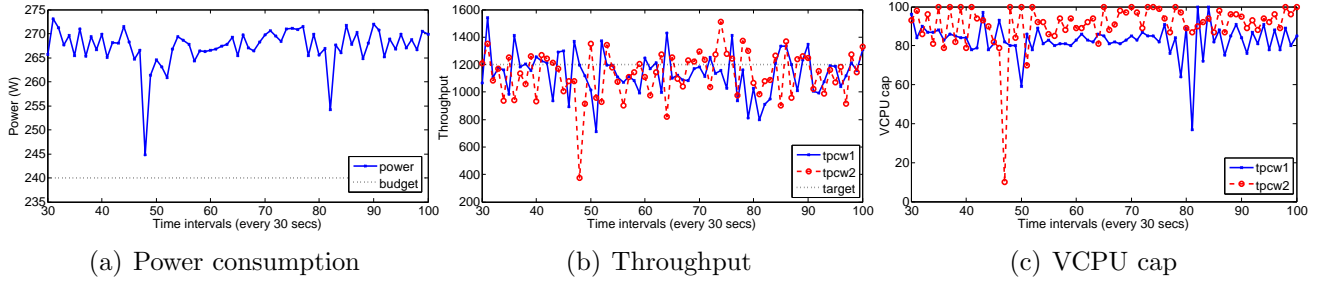 275
270
265
260
255
250
245
240
235
30 40 50 60 70 80 90 100
Power (W)
Time intervals (every 30 secs)
power
budget
(a) Power consumption
1600
1400
1200
1000
800
600
400
200
30 40 50 60 70 80 90 100
Throughput
Time intervals (every 30 secs)
tpcw1
tpcw2
target
(b) Throughput
100
80
60
40
20
0
30 40 50 60 70 80 90 100
VCPU cap
Time intervals (every 30 secs)
tpcw1
tpcw2
(c) VCPU cap